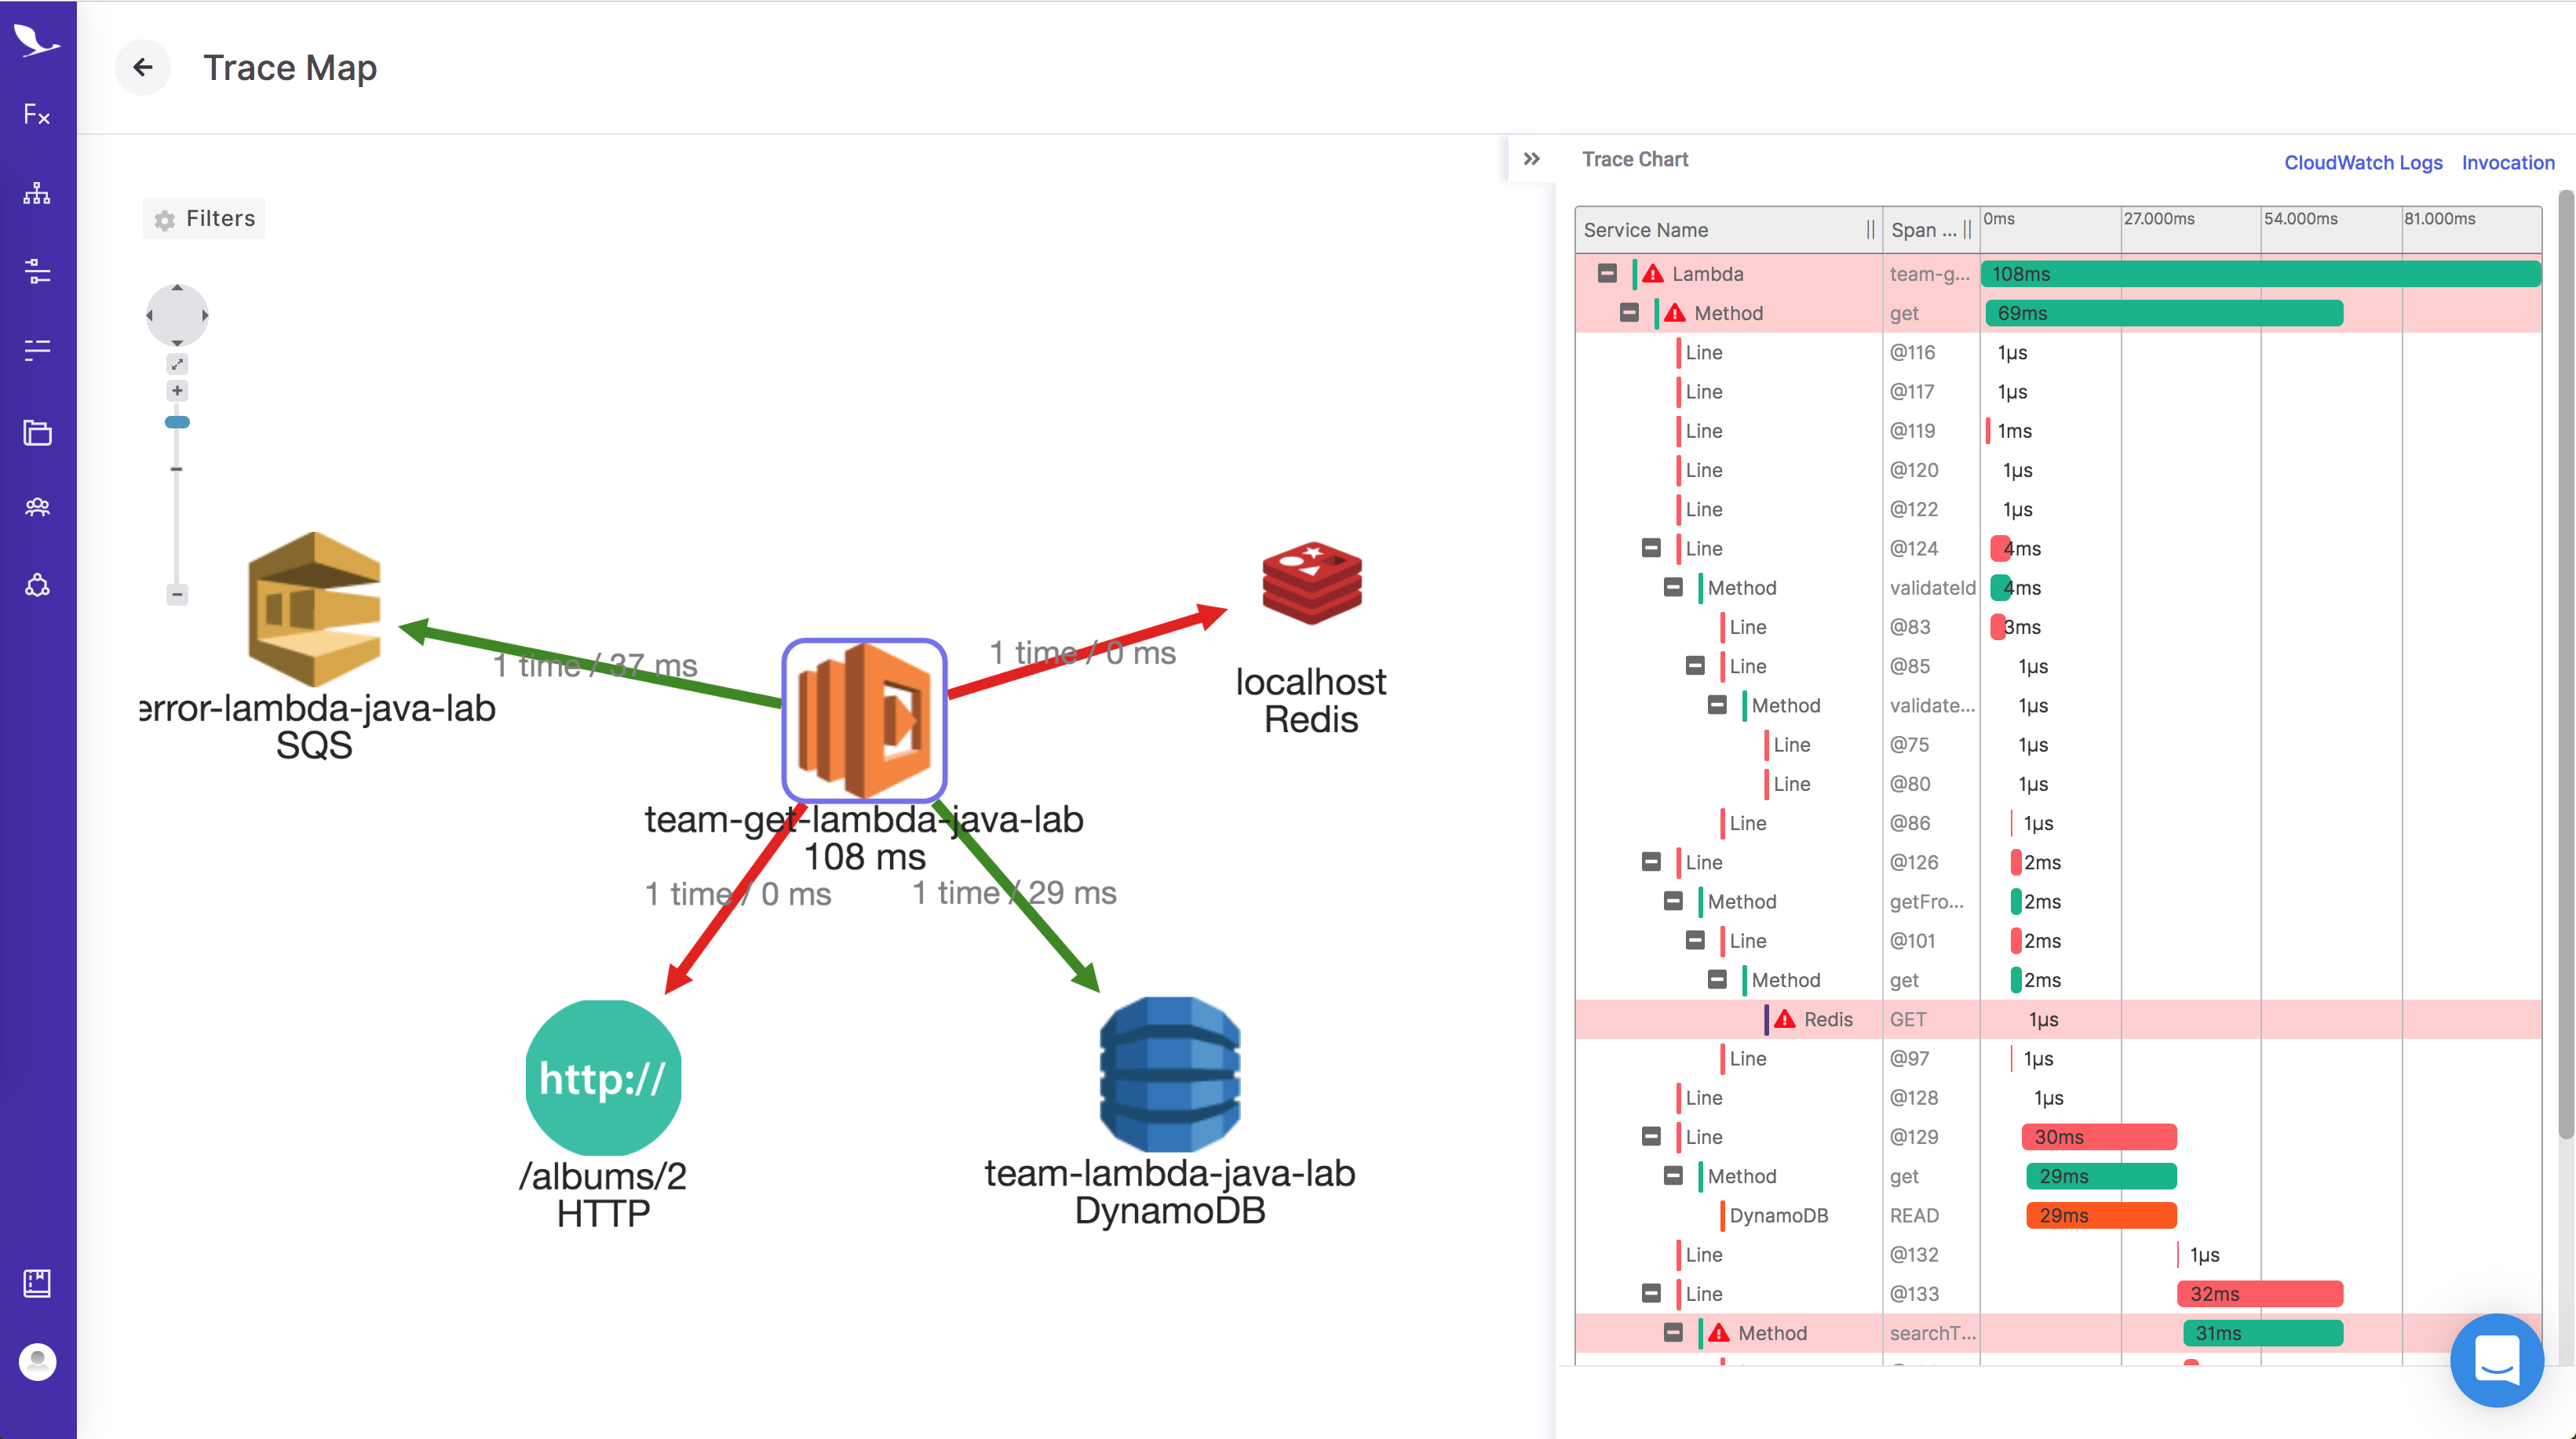 Trace Map
Fx
Filters
1 time / 37 ms
1 time / 0 ms
error-lambda-java-lab
SQS
localhost
Redis
team-get-lambda-java-lab
108 ms
1 time / 0 ms
1 time / 29 ms
http://
/albums/2
HTTP
team-lambda-java-lab
DynamoDB
Trace Chart
CloudWatch Logs Invocation
Service Name || Span ... || 0ms 27.000ms 54.000ms 81.000ms
Lambda team-g... 108ms
Method get 69ms
Line @116 1μs
Line @117 1μs
Line @119 1ms
Line @120 1μs
Line @122 1μs
Line @124 4ms
Method validateId 4ms
Line @83 3ms
Line @85 1μs
Method validate... 1μs
Line @75 1μs
Line @80 1μs
Line @86 1μs
Line @126 2ms
Method getFro... 2ms
Line @101 2ms
Method get 2ms
Redis GET 1μs
Line @97 1μs
Line @128 1μs
Line @129 30ms
Method get 29ms
DynamoDB READ 29ms
Line @132 1μs
Line @133 32ms
Method searchT... 31ms